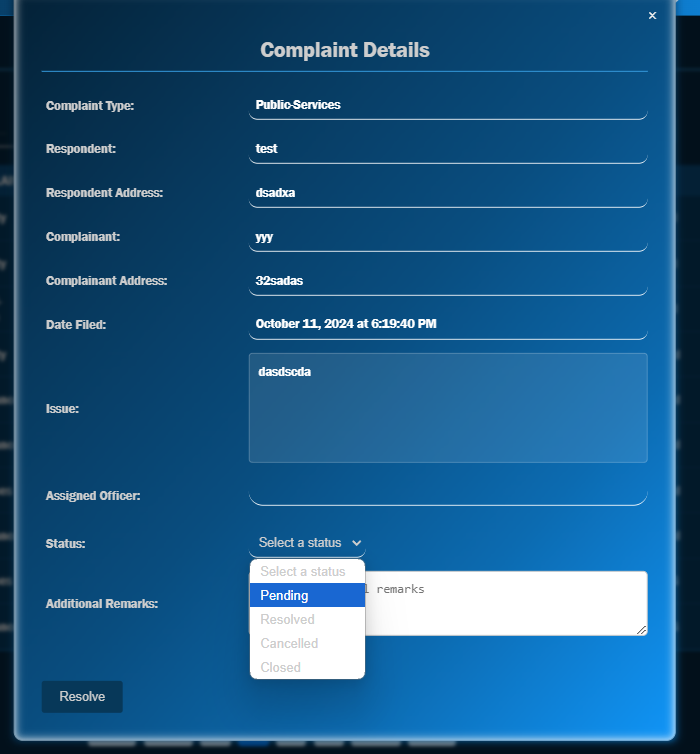 ×
Complaint Details
Complaint Type: Public-Services
Respondent: test
Respondent Address: dsadxa
Complainant: yyy
Complainant Address: 32sadas
Date Filed: October 11, 2024 at 6:19:40 PM
Issue: dasdscda
Assigned Officer:
Status: Select a status
Select a status
Pending
Resolved
Cancelled
Closed
Additional Remarks: remarks
Resolve